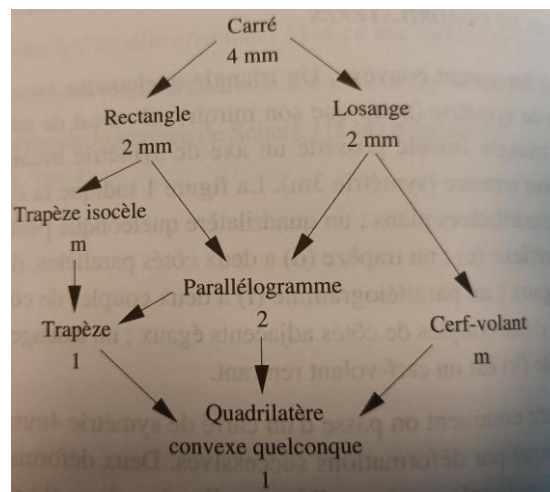 Carré
4 mm
Rectangle
2 mm
Losange
2 mm
Trapèze isocèle
m
Parallélogramme
2
Trapèze
1
Cerf-volant
m
Quadrilatère
convexe quelconque
1